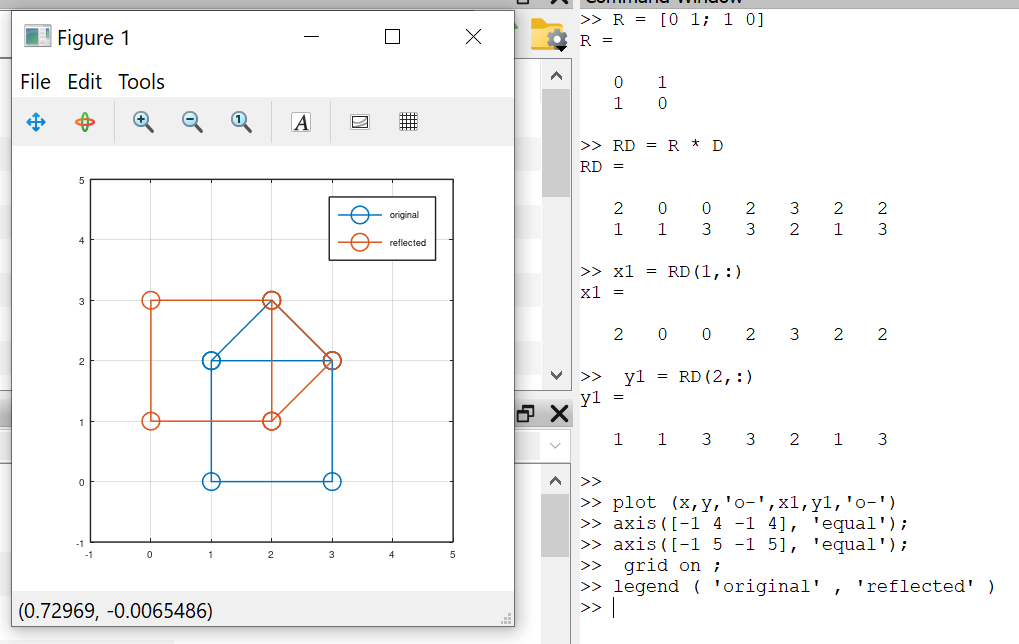 Figure 1
File Edit Tools
A
5
4
3
2
1
0
-1
-1 0 1 2 3 4 5
original
reflected
(0.72969, -0.0065486)
Command Window
>> R = [0 1; 1 0]
R =
0 1
1 0
>> RD = R * D
RD =
2 0 0 2 3 2 2
1 1 3 3 2 1 3
>> x1 = RD(1,:)
x1 =
2 0 0 2 3 2 2
>> y1 = RD(2,:)
y1 =
1 1 3 3 2 1 3
>>
>> plot (x,y,'o-',x1,y1,'o-')
>> axis([-1 4 -1 4], 'equal');
>> axis([-1 5 -1 5], 'equal');
>> grid on ;
>> legend ( 'original' , 'reflected' )
>>